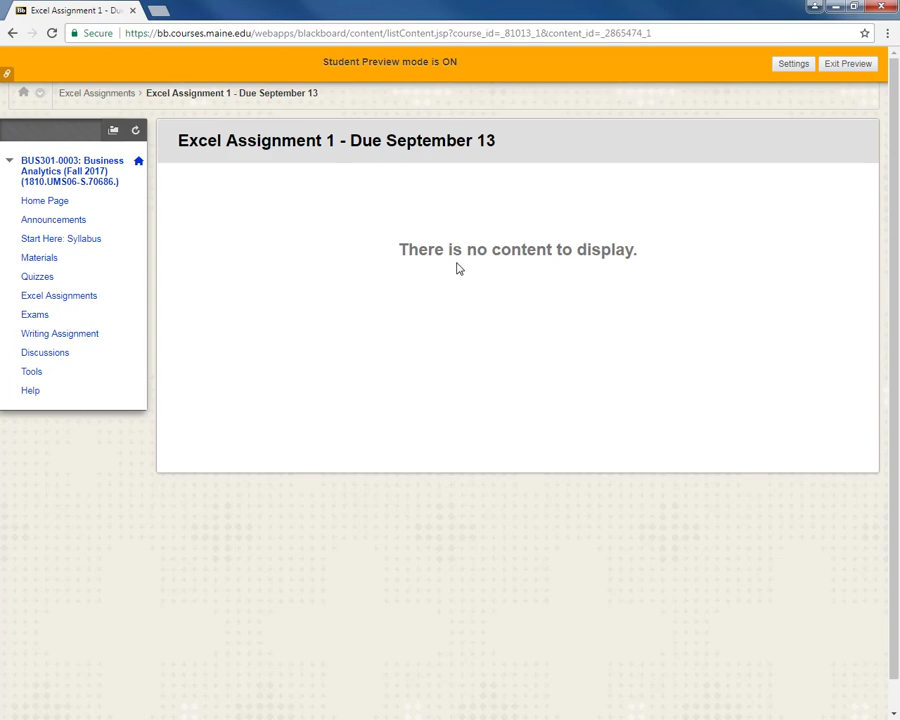 Bb
Excel Assignment 1 - Du
Secure
https://bb.courses.maine.edu/webapps/blackboard/content/listContent.jsp?course_id=_81013_1&content_id=_2865474_1
Student Preview mode is ON
Settings
Exit Preview
Excel Assignments > Excel Assignment 1 - Due September 13
Excel Assignment 1 - Due September 13
BUS301-0003: Business
Analytics (Fall 2017)
(1810.UMS06-S.70686.)
Home Page
Announcements
Start Here: Syllabus
Materials
Quizzes
Excel Assignments
Exams
Writing Assignment
Discussions
Tools
Help
There is no content to display.